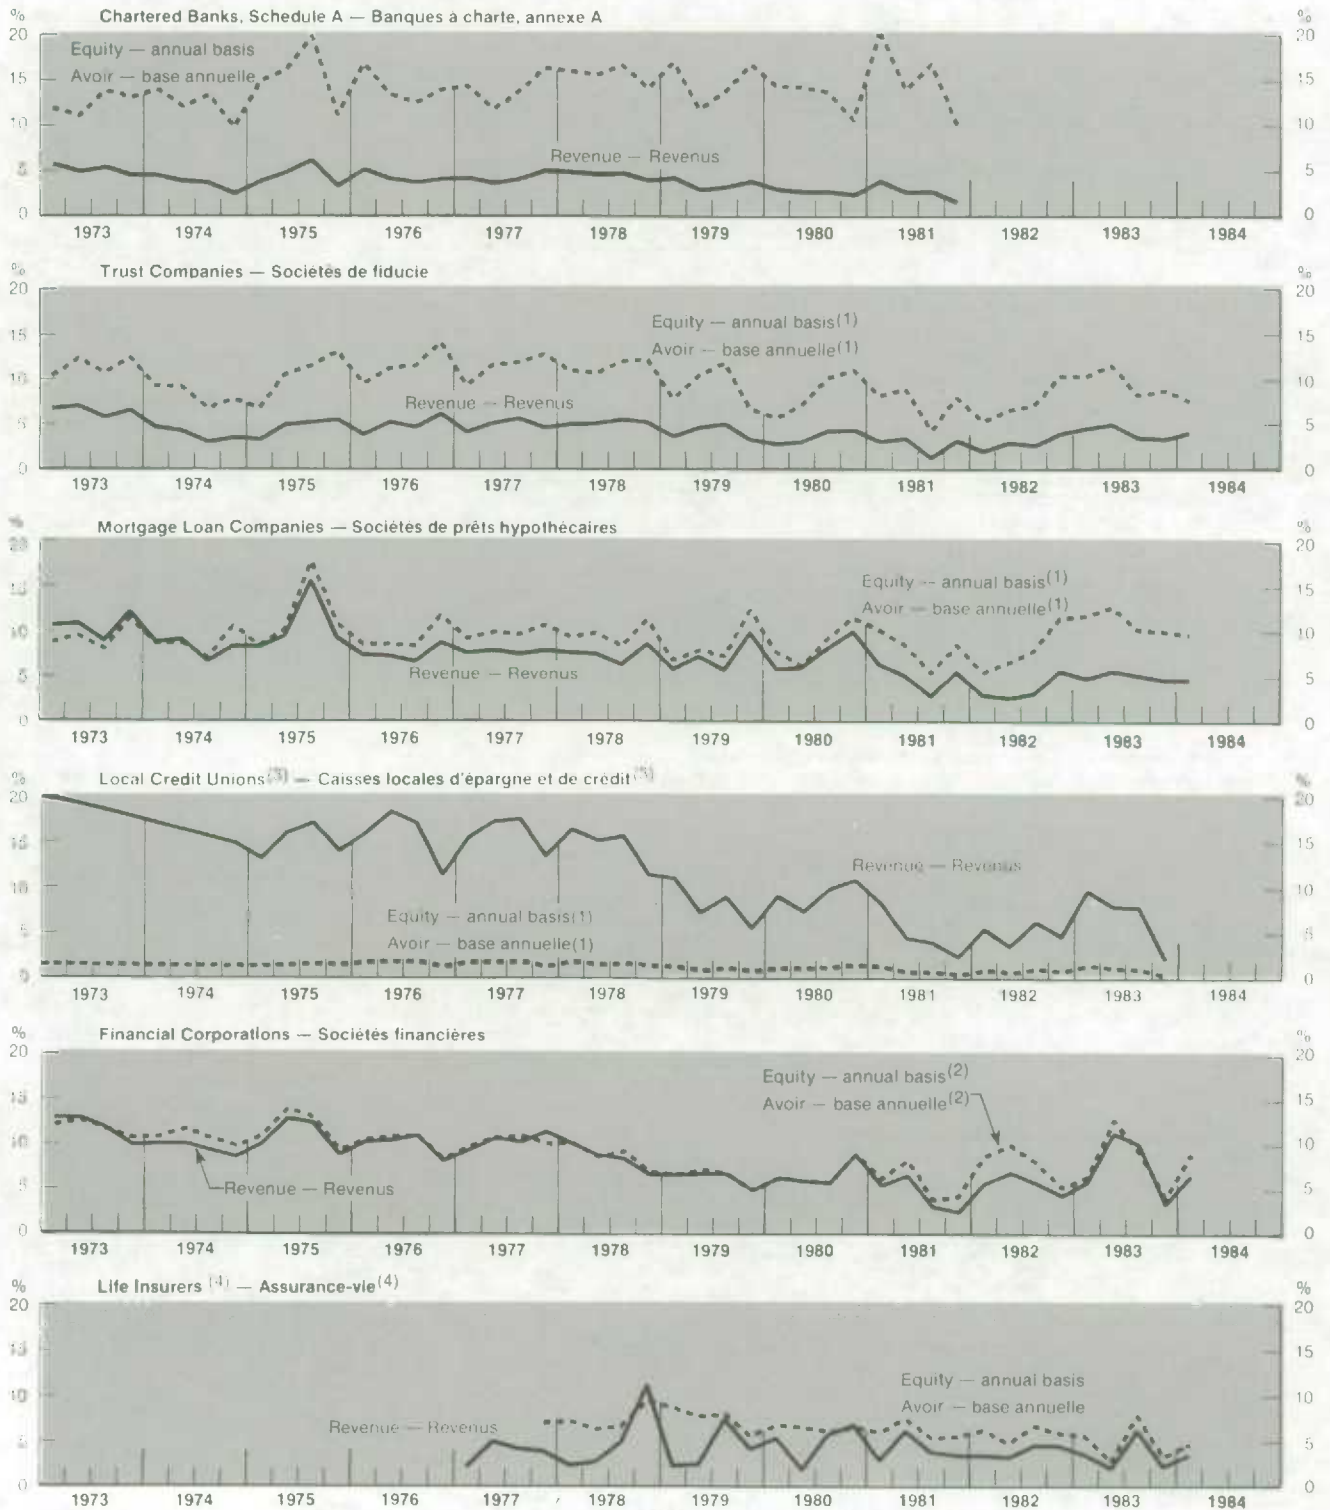 Chartered Banks, Schedule A — Banques à charte, annexe A
% %
20 20
Equity — annual basis
Avoir — base annuelle
15 15
10 10
Revenue — Revenus
5 5
0 0
1973 1974 1975 1976 1977 1978 1979 1980 1981 1982 1983 1984
Trust Companies — Sociétés de fiducie
% %
20 20
Equity — annual basis(1)
Avoir — base annuelle(1)
15 15
10 10
Revenue — Revenus
5 5
0 0
1973 1974 1975 1976 1977 1978 1979 1980 1981 1982 1983 1984
Mortgage Loan Companies — Sociétés de prêts hypothécaires
% %
20 20
Equity — annual basis(1)
Avoir — base annuelle(1)
15 15
10 10
Revenue — Revenus
5 5
0 0
1973 1974 1975 1976 1977 1978 1979 1980 1981 1982 1983 1984
Local Credit Unions(3) — Caisses locales d'épargne et de crédit(3)
% %
20 20
15 15
Revenue — Revenus
10 10
Equity — annual basis(1)
Avoir — base annuelle(1)
5 5
0 0
1973 1974 1975 1976 1977 1978 1979 1980 1981 1982 1983 1984
Financial Corporations — Sociétés financières
% %
20 20
Equity — annual basis(2)
Avoir — base annuelle(2)
15 15
10 10
Revenue — Revenus
5 5
0 0
1973 1974 1975 1976 1977 1978 1979 1980 1981 1982 1983 1984
Life Insurers (4) — Assurance-vie(4)
% %
20 20
15 15
Equity — annual basis
Avoir — base annuelle
10 10
Revenue — Revenus
5 5
0 0
1973 1974 1975 1976 1977 1978 1979 1980 1981 1982 1983 1984